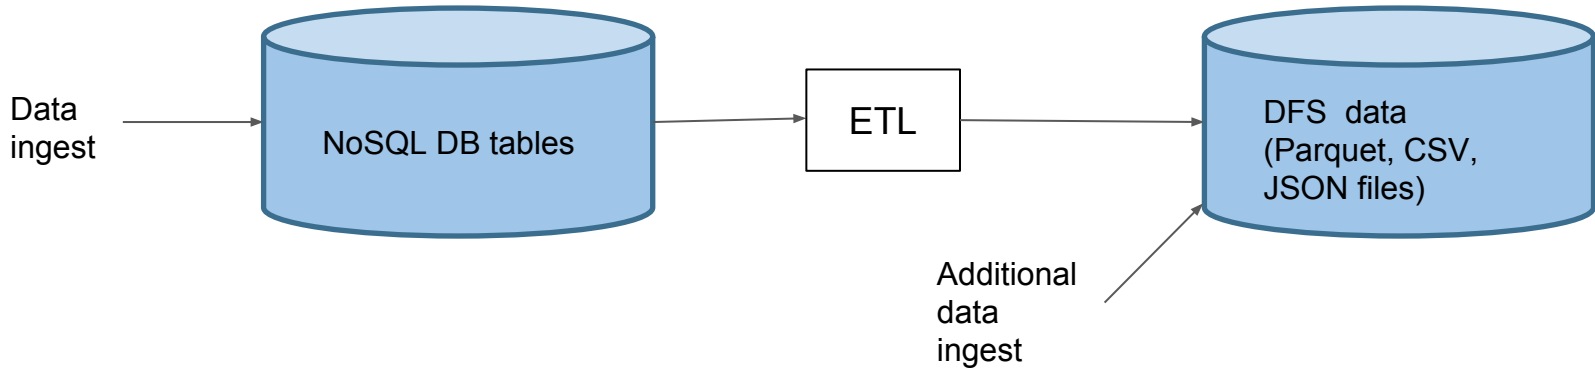 Data
ingest
NoSQL DB tables
ETL
DFS  data
(Parquet, CSV,
JSON files)
Additional
data
ingest